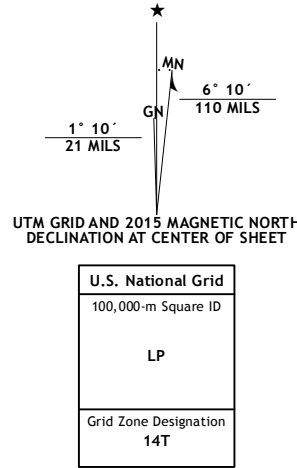 ★
MN
GN
6° 10´
110 MILS
1° 10´
21 MILS
UTM GRID AND 2015 MAGNETIC NORTH
DECLINATION AT CENTER OF SHEET
U.S. National Grid
100,000-m Square ID
LP
Grid Zone Designation
14T